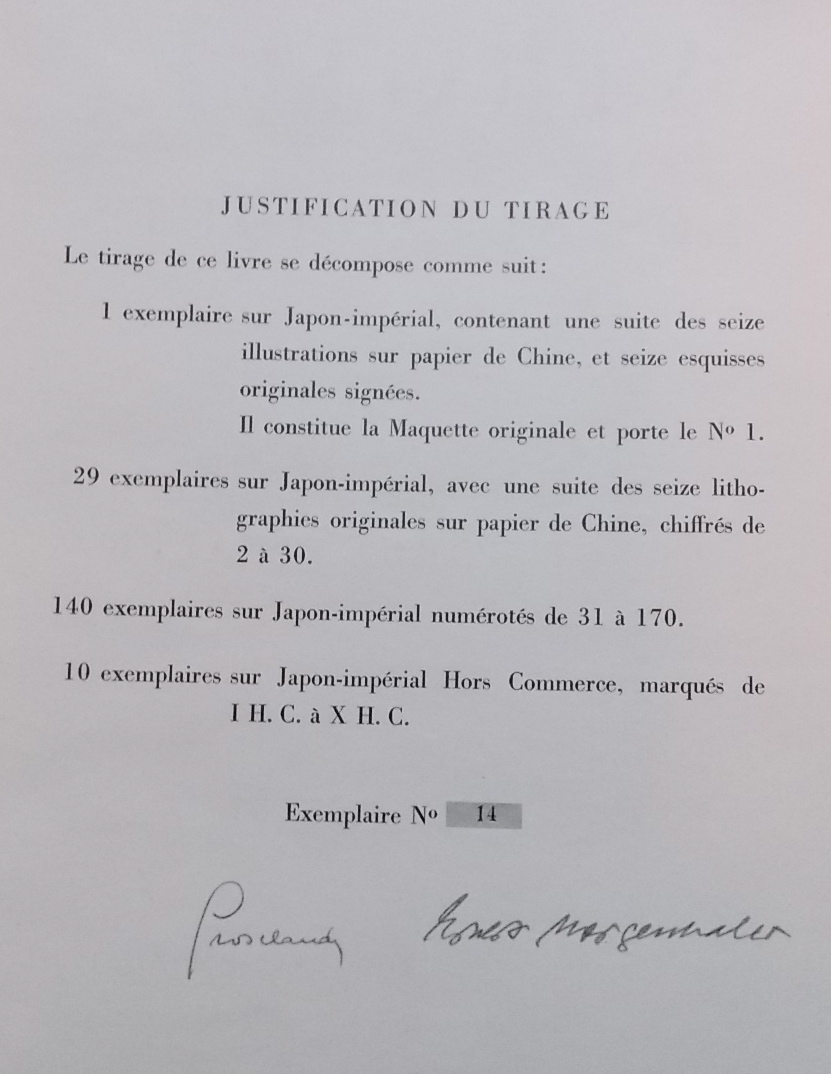 JUSTIFICATION DU TIRAGE
Le tirage de ce livre se décompose comme suit:
1 exemplaire sur Japon-impérial, contenant une suite des seize
illustrations sur papier de Chine, et seize esquisses
originales signées.
Il constitue la Maquette originale et porte le Nº 1.
29 exemplaires sur Japon-impérial, avec une suite des seize litho-
graphies originales sur papier de Chine, chiffrés de
2 à 30.
140 exemplaires sur Japon-impérial numérotés de 31 à 170.
10 exemplaires sur Japon-impérial Hors Commerce, marqués de
I H. C. à X H. C.
Exemplaire Nº 14
Ernst Morgenthaler